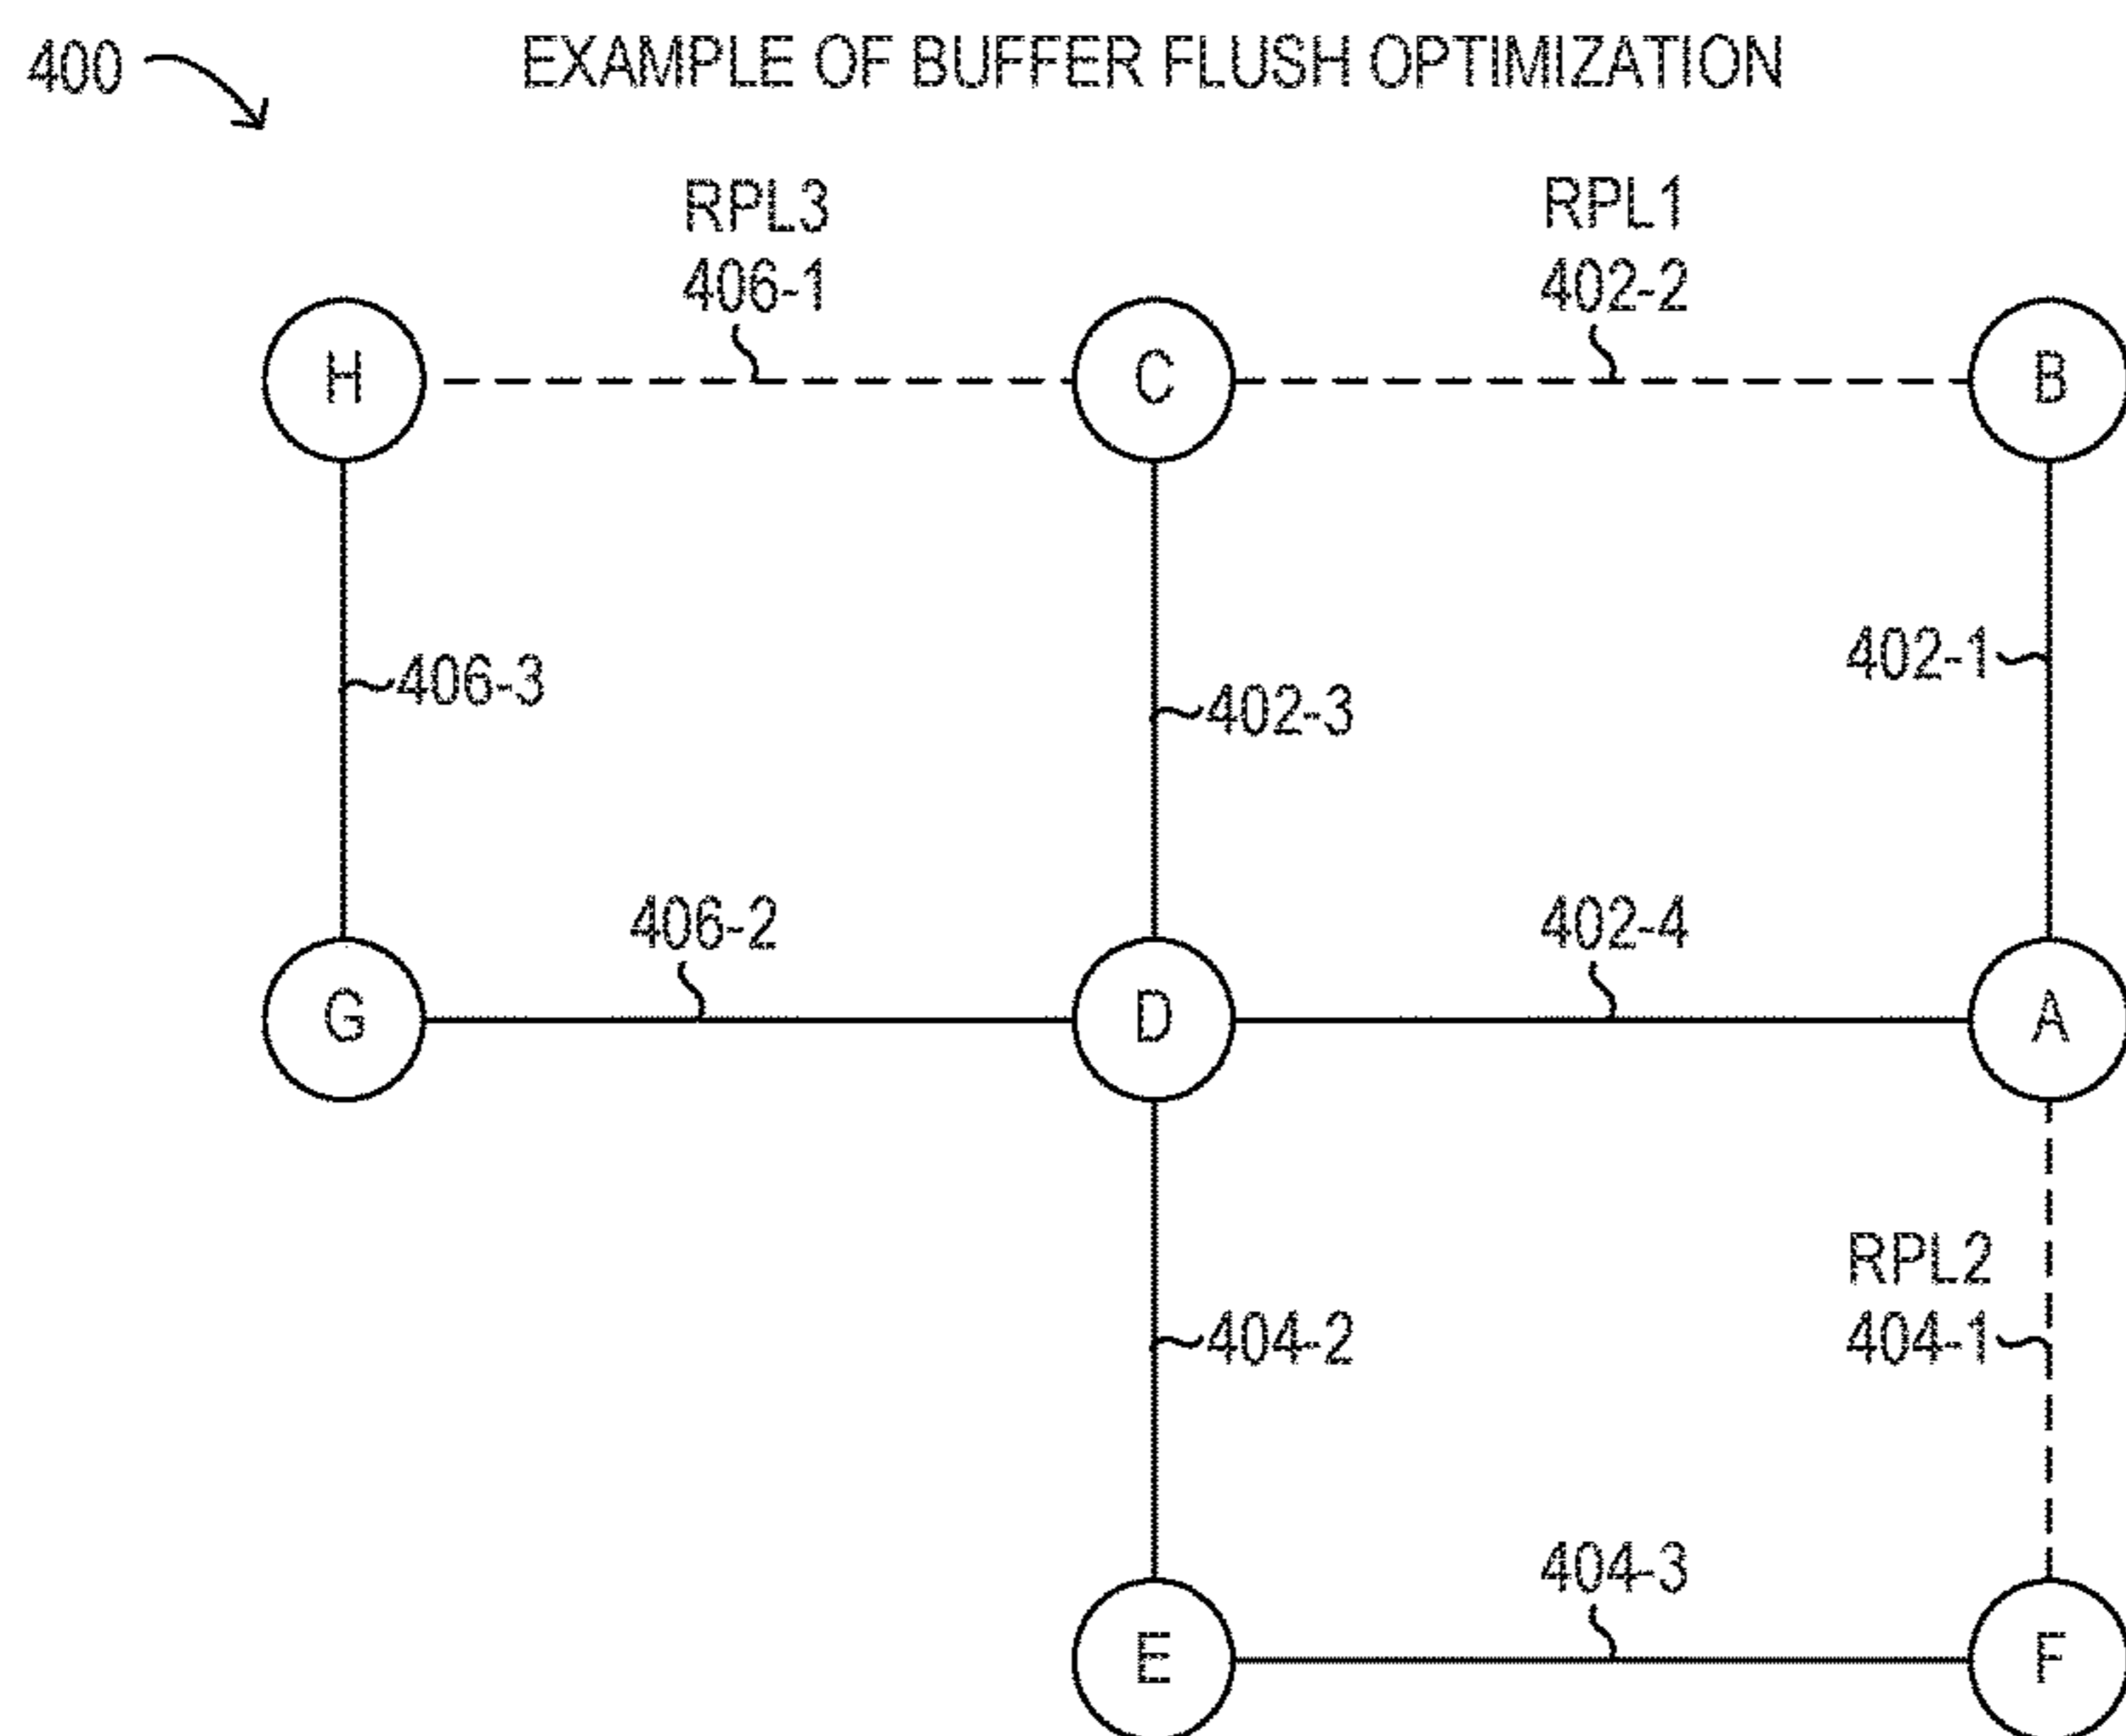 400
EXAMPLE OF BUFFER FLUSH OPTIMIZATION
RPL3
406-1
RPL1
402-2
H
C
B
406-3
402-3
402-1
406-2
402-4
G
D
A
404-2
RPL2
404-1
404-3
E
F